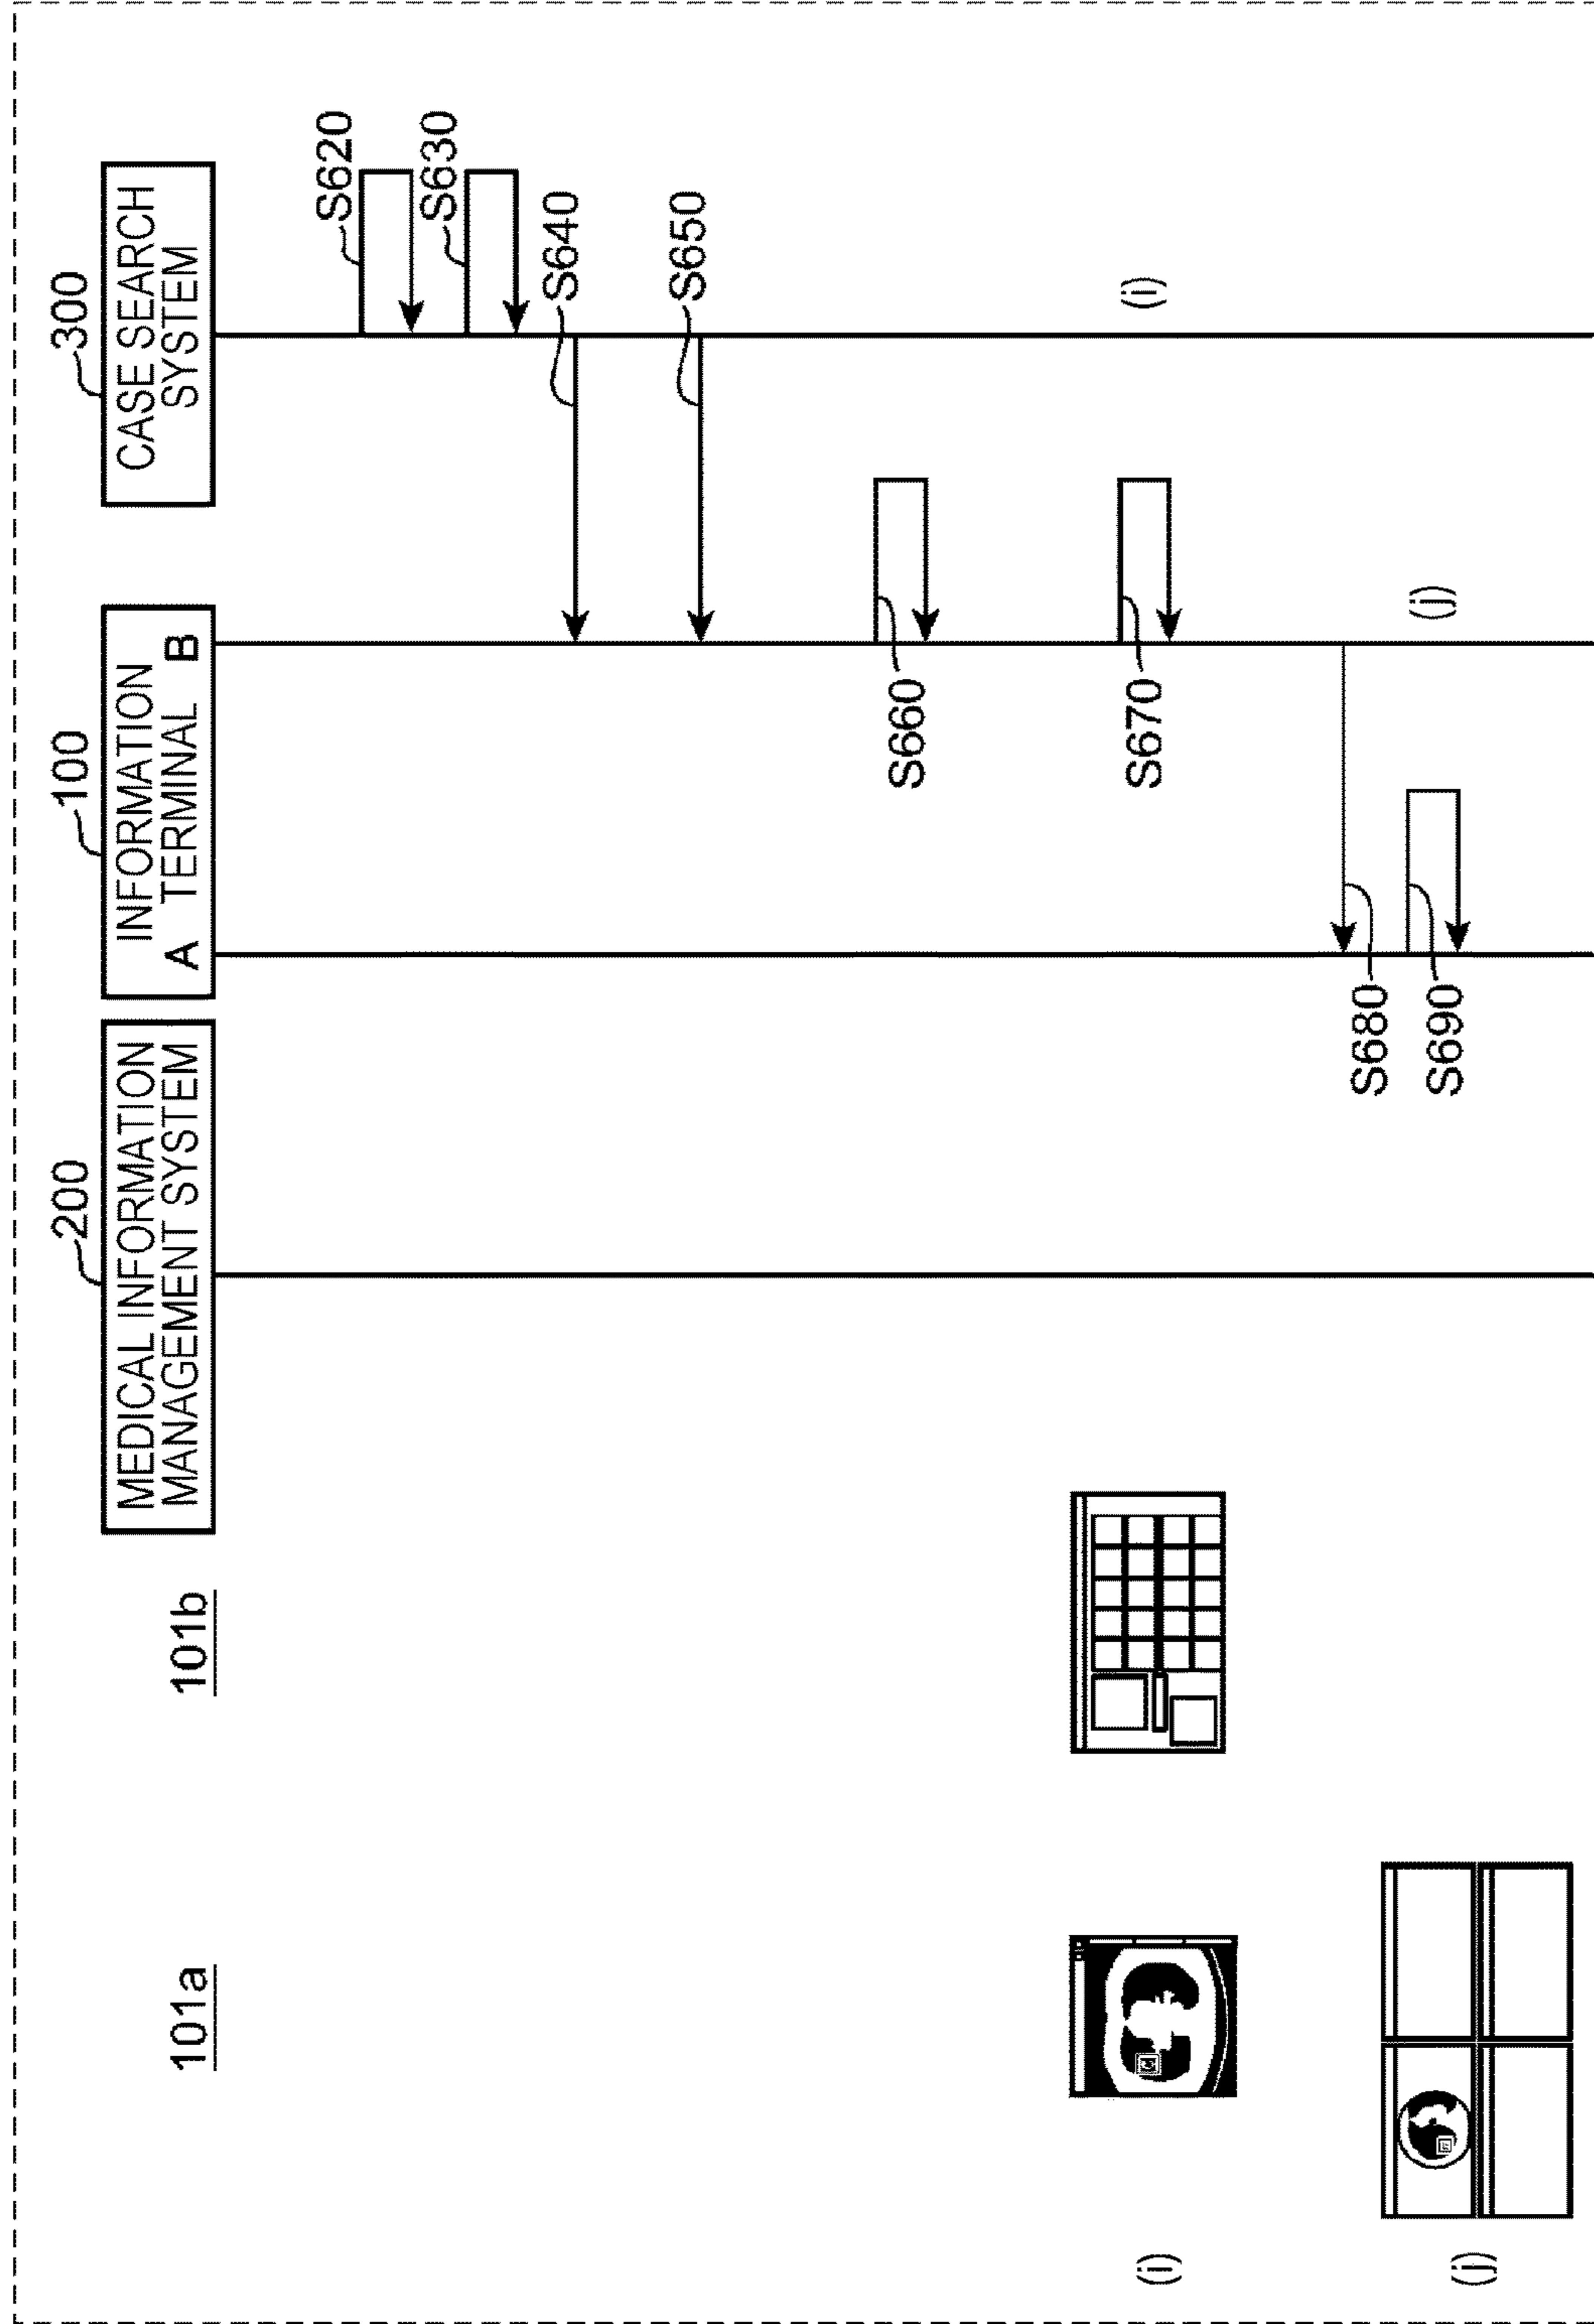 101a
101b
200
MEDICAL INFORMATION
MANAGEMENT SYSTEM
100
INFORMATION
A TERMINAL B
300
CASE SEARCH
SYSTEM
S620
S630
S640
S650
S660
(i)
S670
(i)
S680
(j)
S690
(j)